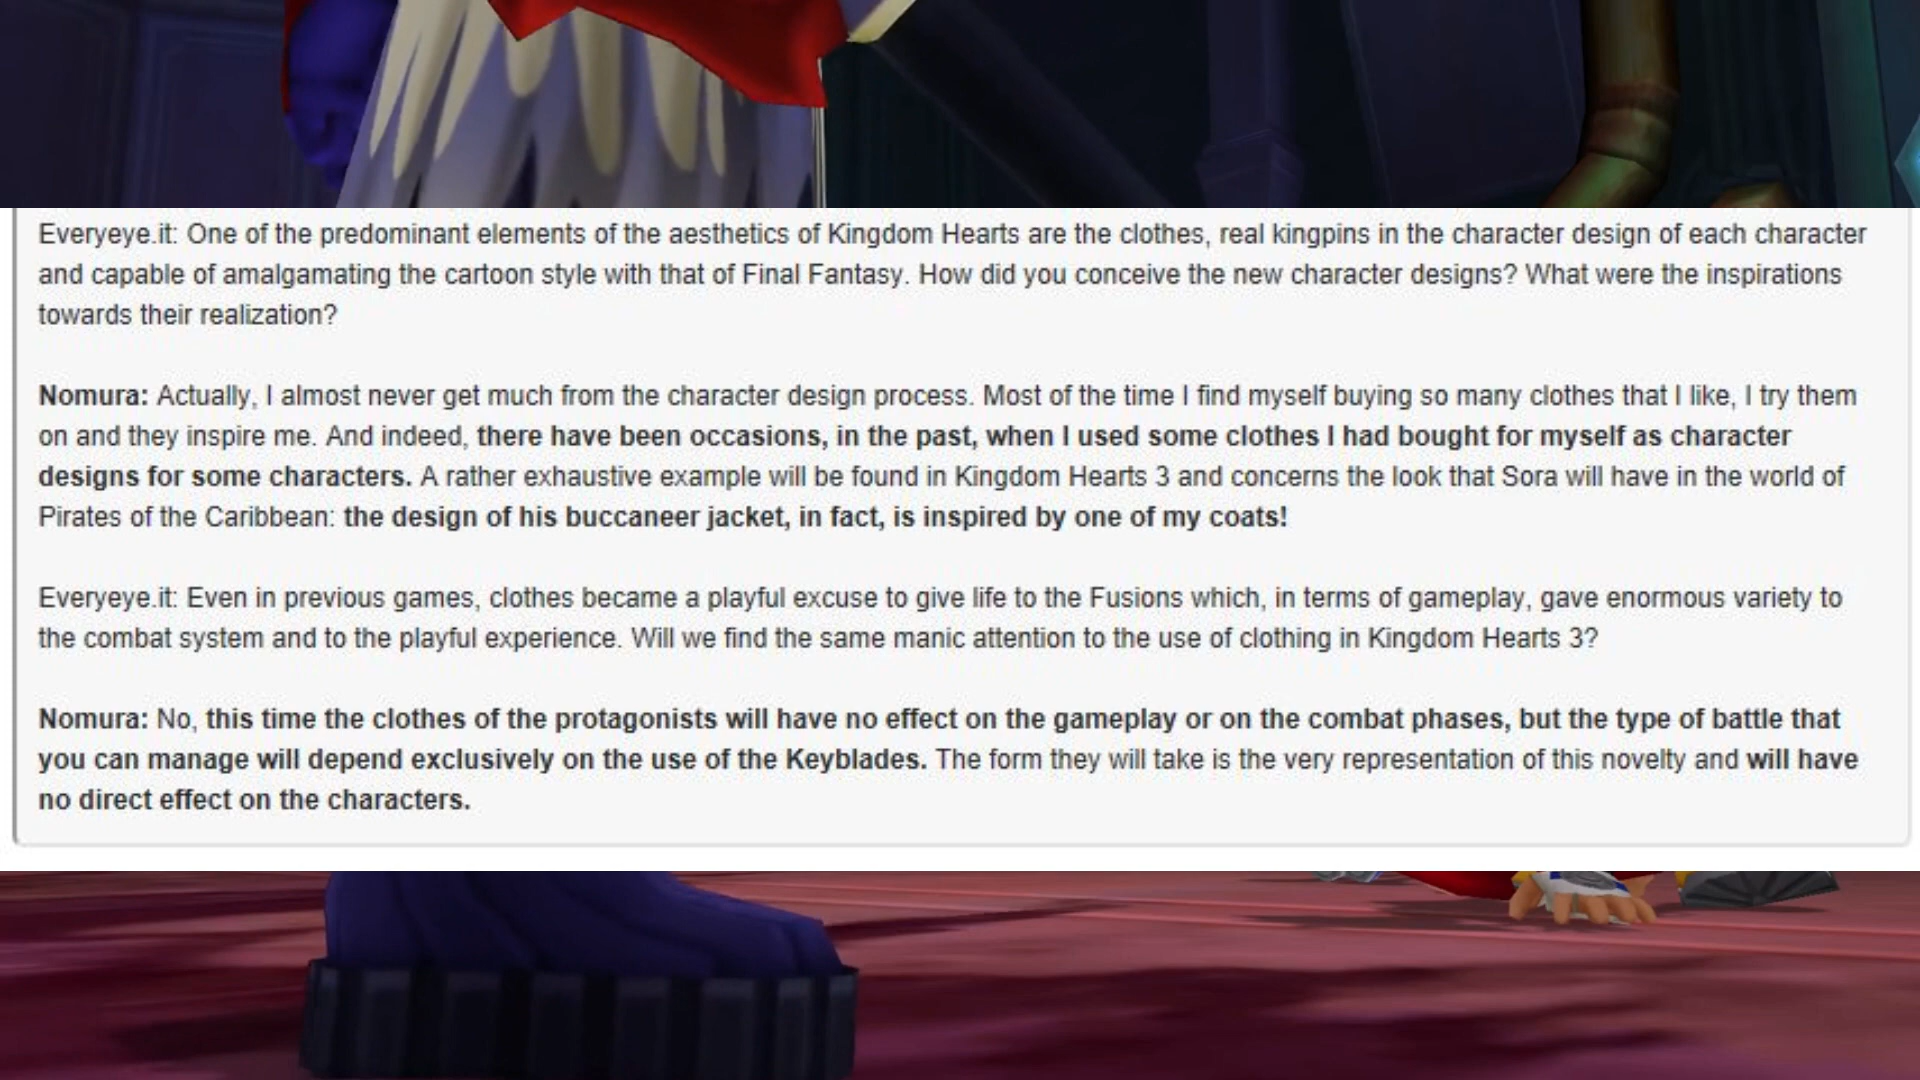 Everyeye.it: One of the predominant elements of the aesthetics of Kingdom Hearts are the clothes, real kingpins in the character design of each character
and capable of amalgamating the cartoon style with that of Final Fantasy. How did you conceive the new character designs? What were the inspirations
towards their realization?
Nomura: Actually, I almost never get much from the character design process. Most of the time I find myself buying so many clothes that I like, I try them
on and they inspire me. And indeed, there have been occasions, in the past, when I used some clothes I had bought for myself as character
designs for some characters. A rather exhaustive example will be found in Kingdom Hearts 3 and concerns the look that Sora will have in the world of
Pirates of the Caribbean: the design of his buccaneer jacket, in fact, is inspired by one of my coats!
Everyeye.it: Even in previous games, clothes became a playful excuse to give life to the Fusions which, in terms of gameplay, gave enormous variety to
the combat system and to the playful experience. Will we find the same manic attention to the use of clothing in Kingdom Hearts 3?
Nomura: No, this time the clothes of the protagonists will have no effect on the gameplay or on the combat phases, but the type of battle that
you can manage will depend exclusively on the use of the Keyblades. The form they will take is the very representation of this novelty and will have
no direct effect on the characters.